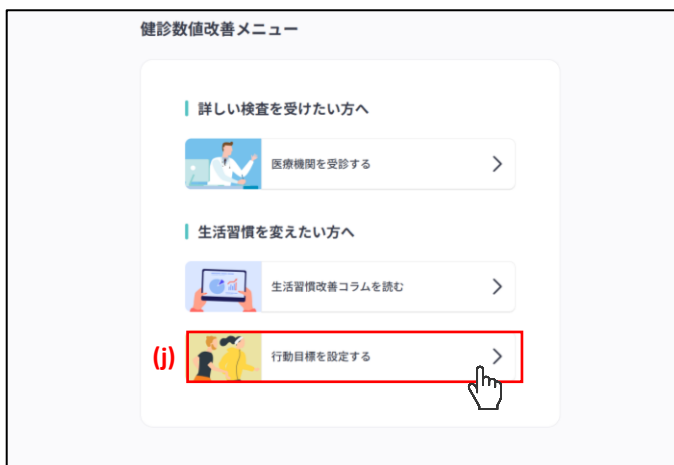 健診数値改善メニュー
詳しい検査を受けたい方へ
医療機関を受診する
生活習慣を変えたい方へ
生活習慣改善コラムを読む
(j)
行動目標を設定する